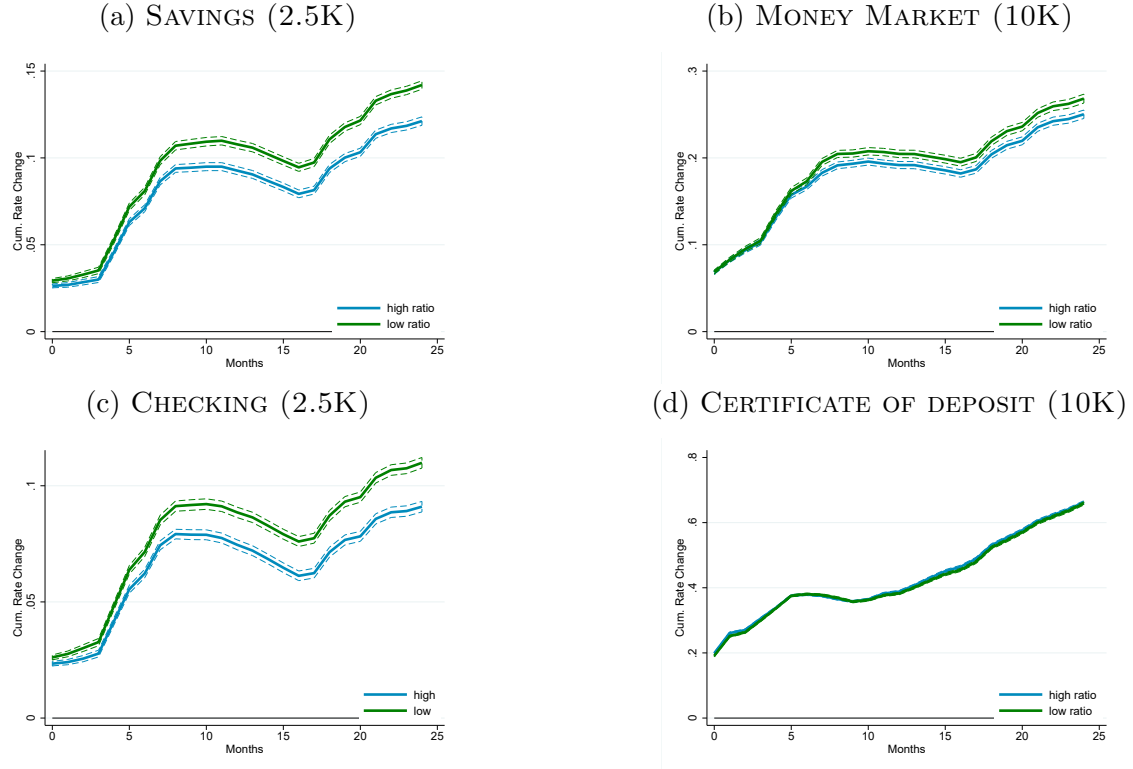 (a) SAVINGS (2.5K)
Cum. Rate Change
0
.05
.1
.15
high ratio
low ratio
0
5
10
15
20
25
Months
(b) MONEY MARKET (10K)
Cum. Rate Change
0
.1
.2
.3
high ratio
low ratio
0
5
10
15
20
25
Months
(c) CHECKING (2.5K)
Cum. Rate Change
0
.05
.1
high
low
0
5
10
15
20
25
Months
(d) CERTIFICATE OF DEPOSIT (10K)
Cum. Rate Change
0
.2
.4
.6
.8
high ratio
low ratio
0
5
10
15
20
25
Months